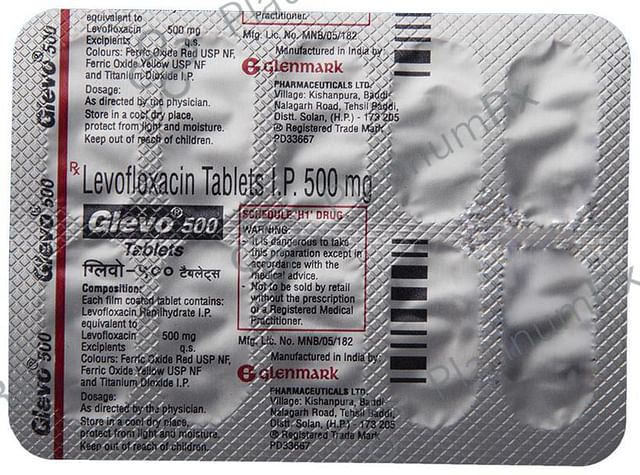 equivalent to
Levofloxacin 500 mg
Excipients q.s.
Colours: Ferric Oxide Red USP NF,
Ferric Oxide Yellow USP NF
and Titanium Dioxide I.P.
Dosage:
As directed by the physician.
Store in a cool dry place,
protect from light and moisture.
Keep out of reach of children.
Practitioner.
Mfg. Lic. No. MNB/05/182
Manufactured in India by:
glenmark
PHARMACEUTICALS LTD.
Village: Kishanpura, Baddi-
Nalagarh Road, Tehsil Baddi,
Distt. Solan, (H.P.) - 173 205
® Registered Trade Mark
PD33667
Glevo® 500
Glevo® 500
Glevo® 500
Rx Levofloxacin Tablets I.P. 500 mg
Glevo® 500
Tablets
ग्लिवो-५०० टैबलेट्स
Composition:
Each film coated tablet contains:
Levofloxacin Hemihydrate I.P.
equivalent to
Levofloxacin 500 mg
Excipients q.s.
Colours: Ferric Oxide Red USP NF,
Ferric Oxide Yellow USP NF
and Titanium Dioxide I.P.
Dosage:
As directed by the physician.
Store in a cool dry place,
protect from light and moisture.
Keep out of reach of children.
SCHEDULE 'H1' DRUG
WARNING:
- It is dangerous to take
this preparation except in
accordance with the
medical advice.
- Not to be sold by retail
without the prescription
of a Registered Medical
Practitioner.
Mfg. Lic. No. MNB/05/182
Manufactured in India by:
glenmark
PHARMACEUTICALS LTD.
Village: Kishanpura, Baddi-
Nalagarh Road, Tehsil Baddi,
Distt. Solan, (H.P.) - 173 205
® Registered Trade Mark
PD33667
PlatinumRx